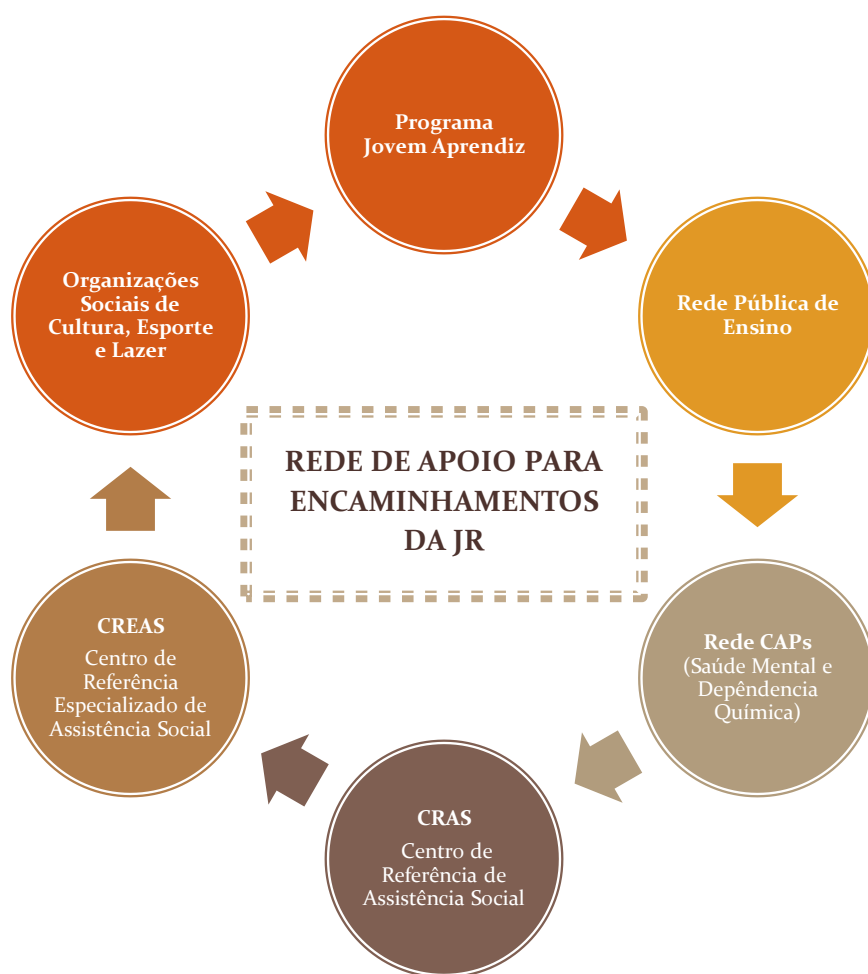 Programa
Jovem Aprendiz
Organizações
Sociais de
Cultura, Esporte
e Lazer
Rede Pública de
Ensino
REDE DE APOIO PARA
ENCAMINHAMENTOS
DA JR
CREAS
Centro de
Referência
Especializado de
Assistência Social
Rede CAPs
(Saúde Mental e
Depêndencia
Química)
CRAS
Centro de
Referência de
Assistência Social